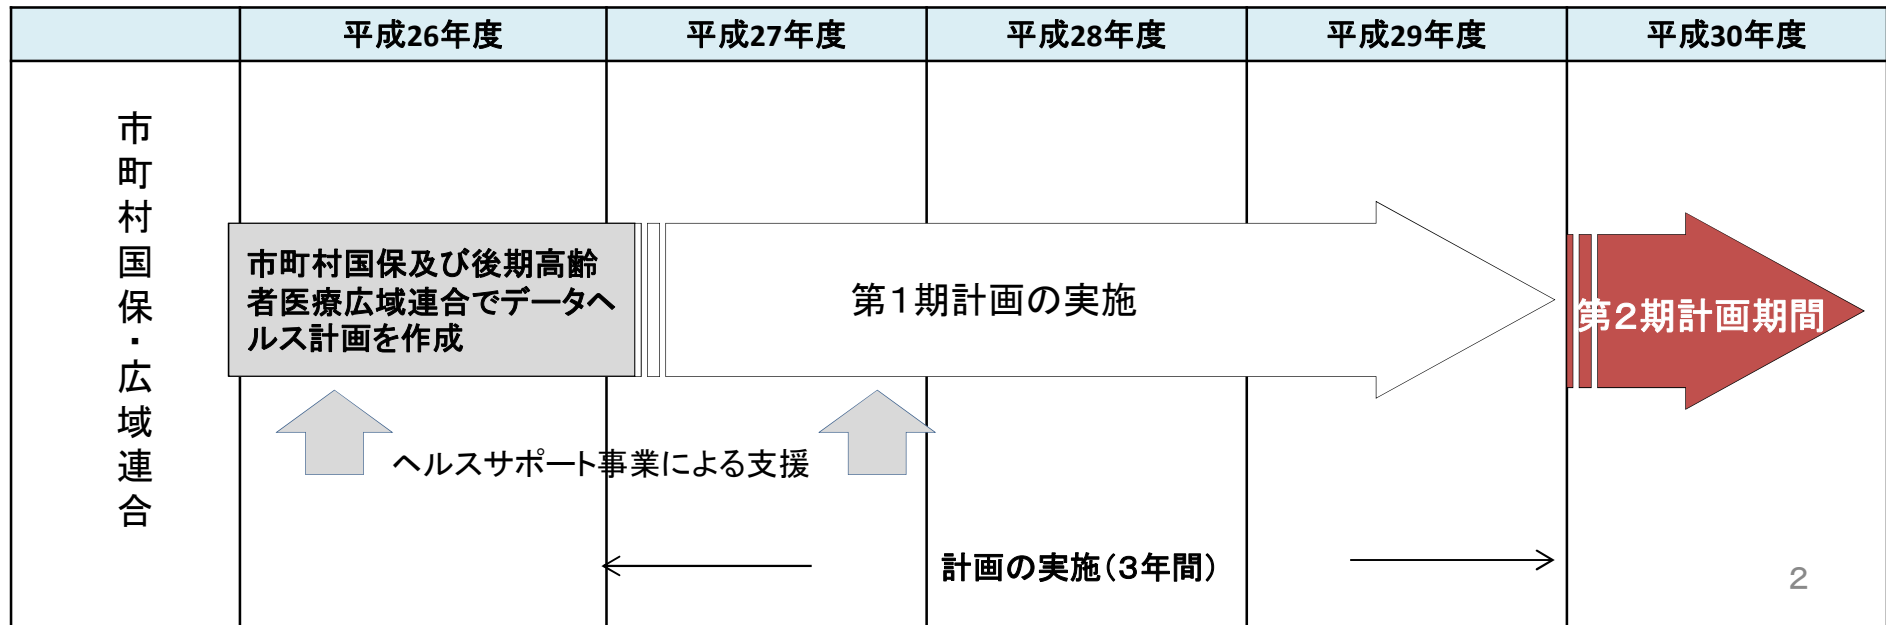 平成26年度
平成27年度
平成28年度
平成29年度
平成30年度
市町村国保・広域連合
市町村国保及び後期高齢
者医療広域連合でデータヘ
ルス計画を作成
第１期計画の実施
第２期計画期間
ヘルスサポート事業による支援
計画の実施（３年間）
2